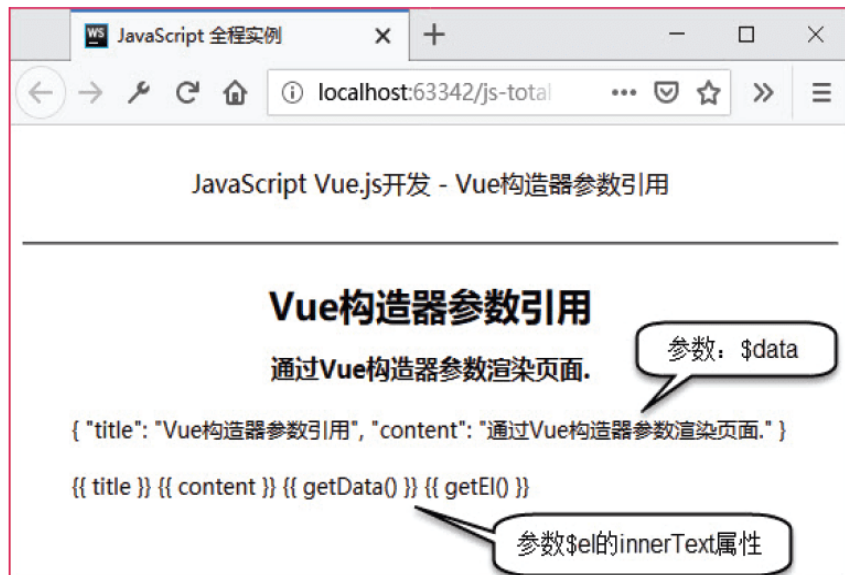 WS JavaScript 全程实例
localhost:63342/js-total
JavaScript Vue.js开发 - Vue构造器参数引用
Vue构造器参数引用
通过Vue构造器参数渲染页面.
参数：$data
{ "title": "Vue构造器参数引用", "content": "通过Vue构造器参数渲染页面." }
{{ title }} {{ content }} {{ getData() }} {{ getEl() }}
参数$el的innerText属性